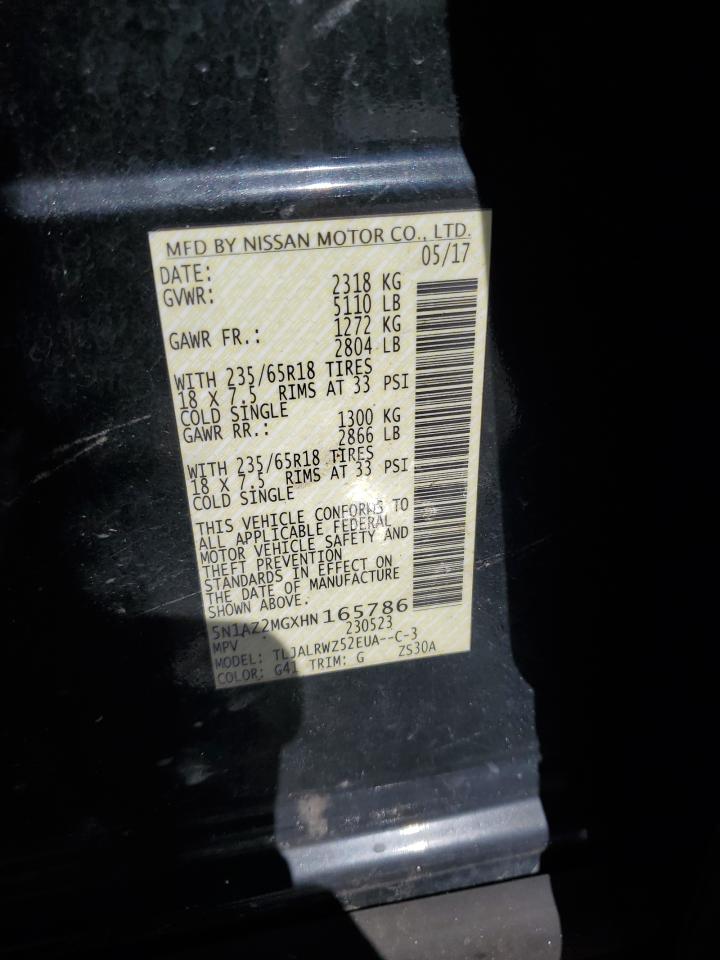 MFD BY NISSAN MOTOR CO., LTD.
DATE: 05/17
GVWR: 2318 KG
5110 LB
GAWR FR.: 1272 KG
2804 LB
WITH 235/65R18 TIRES
18 X 7.5 RIMS AT 33 PSI
COLD SINGLE
GAWR RR.: 1300 KG
2866 LB
WITH 235/65R18 TIRES
18 X 7.5 RIMS AT 33 PSI
COLD SINGLE
THIS VEHICLE CONFORMS TO
ALL APPLICABLE FEDERAL
MOTOR VEHICLE SAFETY AND
THEFT PREVENTION
STANDARDS IN EFFECT ON
THE DATE OF MANUFACTURE
SHOWN ABOVE.
5N1AZ2MGXHN165786
MPV 230523
MODEL: TLJALRWZ52EUA--C-3
COLOR: G41 TRIM: G ZS30A